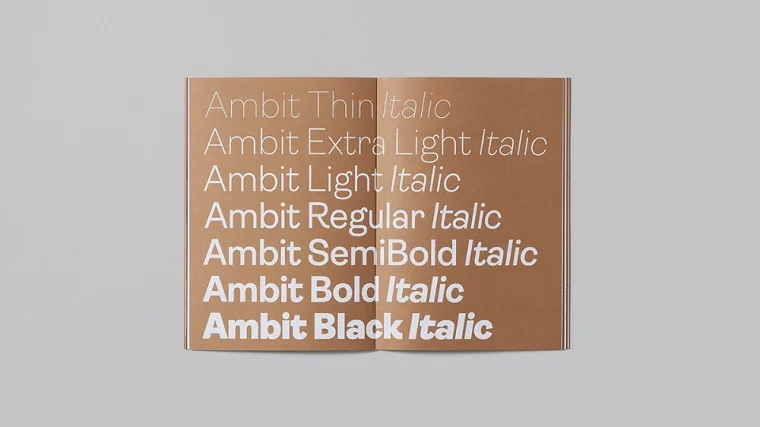 Ambit Thin Italic
Ambit Extra Light Italic
Ambit Light Italic
Ambit Regular Italic
Ambit SemiBold Italic
Ambit Bold Italic
Ambit Black Italic